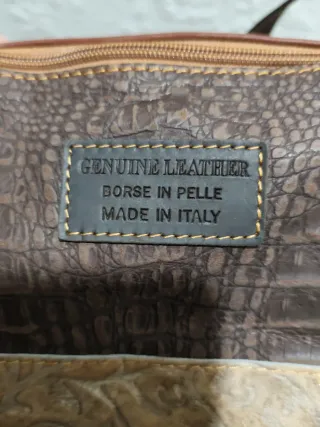 GENUINE LEATHER
BORSE IN PELLE
MADE IN ITALY